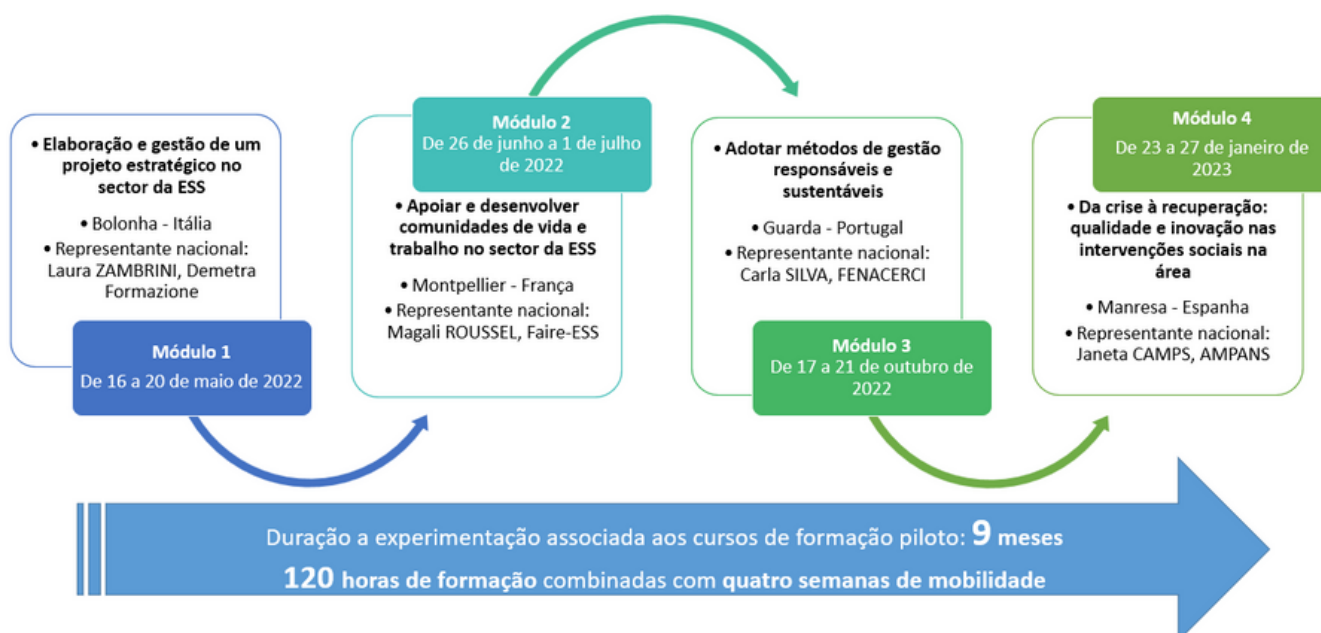 • Elaboração e gestão de um
projeto estratégico no
sector da ESS
• Bolonha - Itália
• Representante nacional:
Laura ZAMBRINI, Demetra
Formazione
Módulo 1
De 16 a 20 de maio de 2022
Módulo 2
De 26 de junho a 1 de julho
de 2022
• Apoiar e desenvolver
comunidades de vida e
trabalho no sector da ESS
• Montpellier - França
• Representante nacional:
Magali ROUSSEL, Faire-ESS
• Adotar métodos de gestão
responsáveis e
sustentáveis
• Guarda - Portugal
• Representante nacional:
Carla SILVA, FENACERCI
Módulo 3
De 17 a 21 de outubro de
2022
Módulo 4
De 23 a 27 de janeiro de
2023
• Da crise à recuperação:
qualidade e inovação nas
intervenções sociais na
área
• Manresa - Espanha
• Representante nacional:
Janeta CAMPS, AMPANS
Duração a experimentação associada aos cursos de formação piloto: 9 meses
120 horas de formação combinadas com quatro semanas de mobilidade